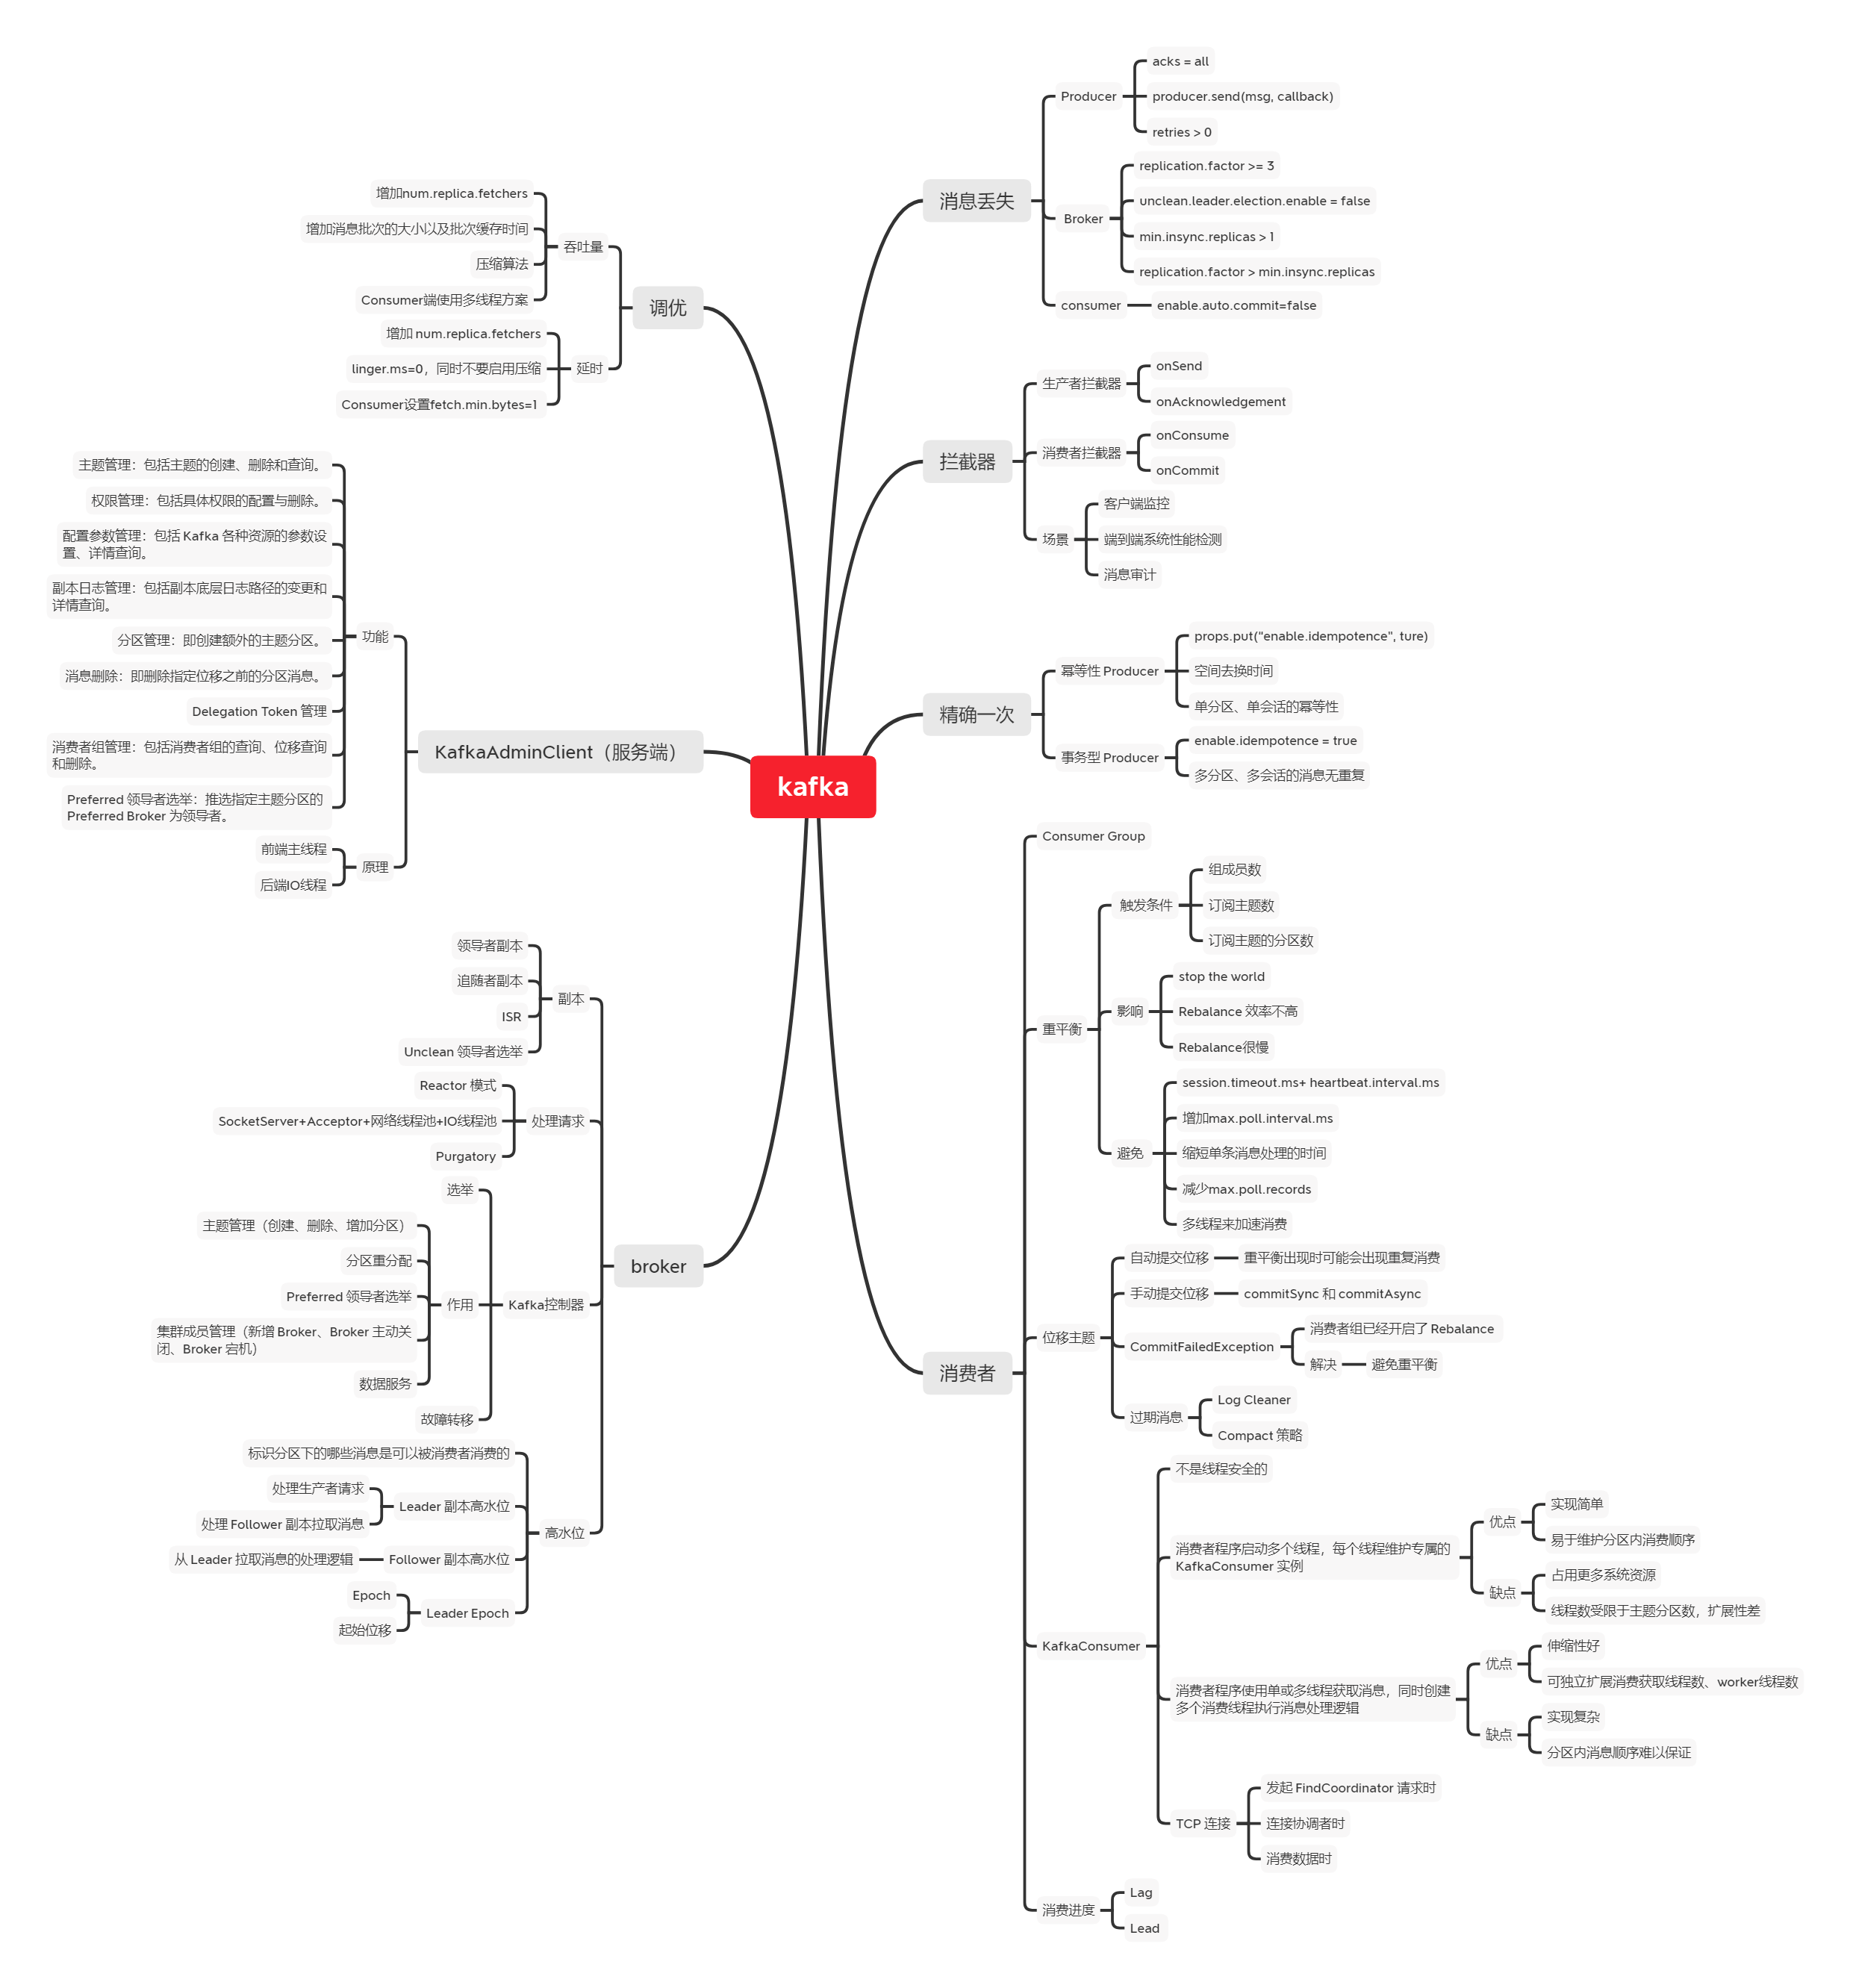 kafka
消息丢失
Producer
acks = all
producer.send(msg, callback)
retries > 0
Broker
replication.factor >= 3
unclean.leader.election.enable = false
min.insync.replicas > 1
replication.factor > min.insync.replicas
consumer
enable.auto.commit=false
拦截器
生产者拦截器
onSend
onAcknowledgement
消费者拦截器
onConsume
onCommit
场景
客户端监控
端到端系统性能检测
消息审计
精确一次
幂等性 Producer
props.put("enable.idempotence", ture)
空间去换时间
单分区、单会话的幂等性
事务型 Producer
enable.idempotence = true
多分区、多会话的消息无重复
消费者
Consumer Group
重平衡
触发条件
组成员数
订阅主题数
订阅主题的分区数
影响
stop the world
Rebalance 效率不高
Rebalance很慢
避免
session.timeout.ms+ heartbeat.interval.ms
增加max.poll.interval.ms
缩短单条消息处理的时间
减少max.poll.records
多线程来加速消费
位移主题
自动提交位移
重平衡出现时可能会出现重复消费
手动提交位移
commitSync 和 commitAsync
CommitFailedException
消费者组已经开启了 Rebalance
解决
避免重平衡
过期消息
Log Cleaner
Compact 策略
KafkaConsumer
不是线程安全的
消费者程序启动多个线程，每个线程维护专属的
KafkaConsumer 实例
优点
实现简单
易于维护分区内消费顺序
缺点
占用更多系统资源
线程数受限于主题分区数，扩展性差
消费者程序使用单或多线程获取消息，同时创建
多个消费线程执行消息处理逻辑
优点
伸缩性好
可独立扩展消费获取线程数、worker线程数
缺点
实现复杂
分区内消息顺序难以保证
TCP 连接
发起 FindCoordinator 请求时
连接协调者时
消费数据时
消费进度
Lag
Lead
调优
吞吐量
增加num.replica.fetchers
增加消息批次的大小以及批次缓存时间
压缩算法
Consumer端使用多线程方案
延时
增加 num.replica.fetchers
linger.ms=0，同时不要启用压缩
Consumer设置fetch.min.bytes=1
KafkaAdminClient（服务端）
功能
主题管理：包括主题的创建、删除和查询。
权限管理：包括具体权限的配置与删除。
配置参数管理：包括 Kafka 各种资源的参数设
置、详情查询。
副本日志管理：包括副本底层日志路径的变更和
详情查询。
分区管理：即创建额外的主题分区。
消息删除：即删除指定位移之前的分区消息。
Delegation Token 管理
消费者组管理：包括消费者组的查询、位移查询
和删除。
Preferred 领导者选举：推选指定主题分区的
Preferred Broker 为领导者。
原理
前端主线程
后端IO线程
broker
副本
领导者副本
追随者副本
ISR
Unclean 领导者选举
处理请求
Reactor 模式
SocketServer+Acceptor+网络线程池+IO线程池
Purgatory
Kafka控制器
选举
作用
主题管理（创建、删除、增加分区）
分区重分配
Preferred 领导者选举
集群成员管理（新增 Broker、Broker 主动关
闭、Broker 宕机）
数据服务
故障转移
高水位
标识分区下的哪些消息是可以被消费者消费的
Leader 副本高水位
处理生产者请求
处理 Follower 副本拉取消息
Follower 副本高水位
从 Leader 拉取消息的处理逻辑
Leader Epoch
Epoch
起始位移